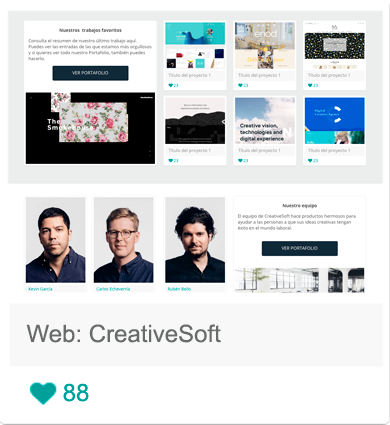 Nuestros trabajos favoritos
Consulta el resumen de nuestro último trabajo aquí.
Puedes ver las entradas de las que estamos más orgullosos
y si quieres ver todo nuestro Portafolio, también puedes
hacerlo.
VER PORTAFOLIO
The
Smokehouse
enod
Título del proyecto 1
Título del proyecto 1
Título del proyecto 1
23
23
23
Creative vision,
technologies and
digital experience
Digital
Título del proyecto 1
Título del proyecto 1
Título del proyecto 1
23
23
23
Kevin García
Carlos Echeverría
Rubén Bello
Nuestro equipo
El equipo de CreativeSoft hace productos hermosos para
ayudar a las personas a que sus ideas creativas tengan
éxito en el mundo laboral.
VER PORTAFOLIO
Web: CreativeSoft
88